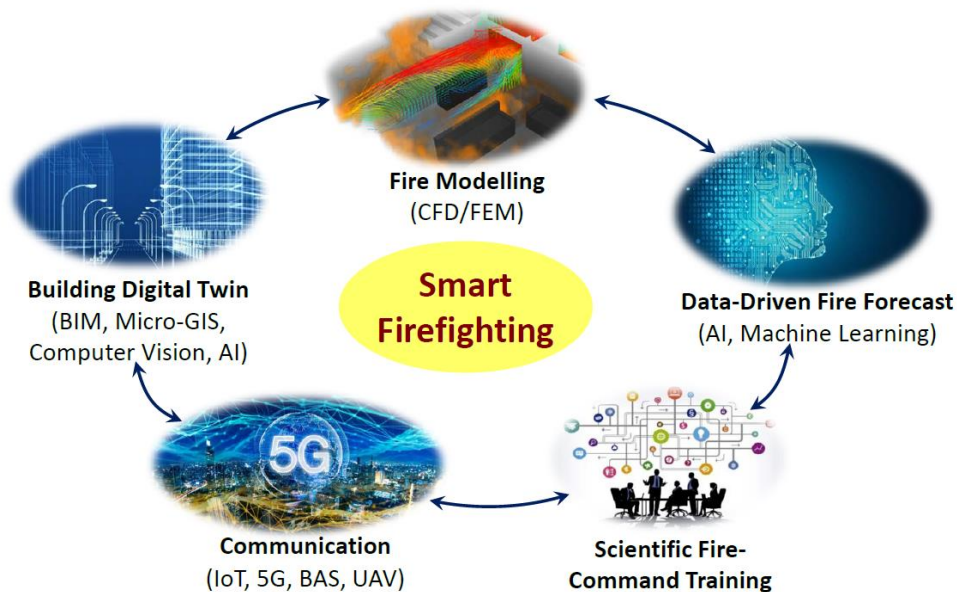 Fire Modelling
(CFD/FEM)
Building Digital Twin
(BIM, Micro-GIS,
Computer Vision, AI)
Smart
Firefighting
Data-Driven Fire Forecast
(AI, Machine Learning)
5G
Communication
(IoT, 5G, BAS, UAV)
Scientific Fire-
Command Training